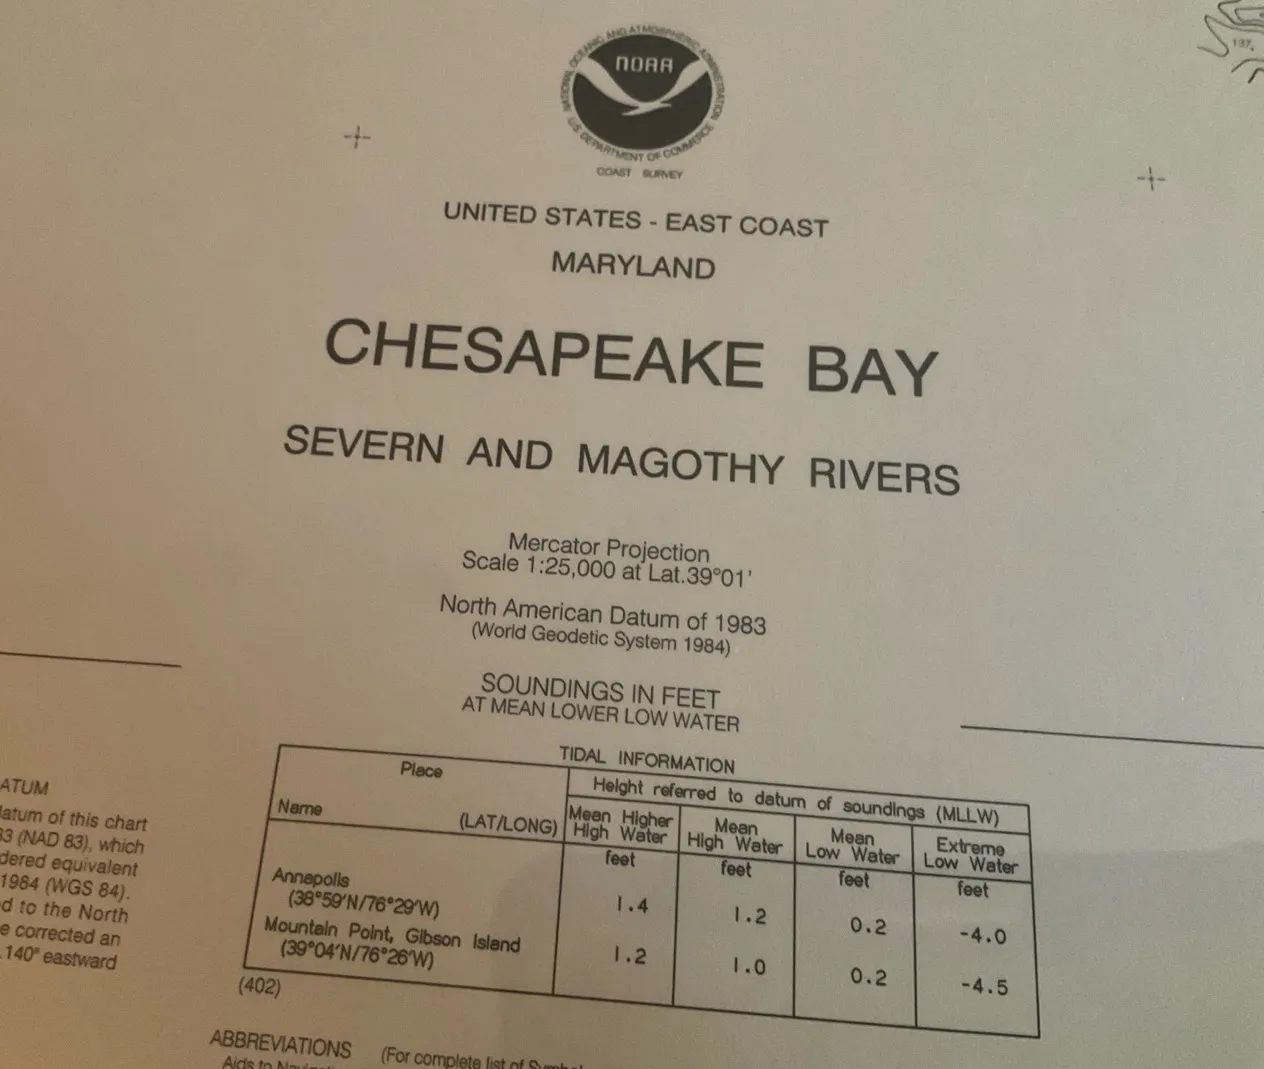 NATIONAL OCEANIC AND ATMOSPHERIC ADMINISTRATION
U.S. DEPARTMENT OF COMMERCE
NOAA
COAST SURVEY
137
UNITED STATES - EAST COAST
MARYLAND
CHESAPEAKE BAY
SEVERN AND MAGOTHY RIVERS
Mercator Projection
Scale 1:25,000 at Lat.39°01'
North American Datum of 1983
(World Geodetic System 1984)
SOUNDINGS IN FEET
AT MEAN LOWER LOW WATER
TIDAL INFORMATION
Place
Height referred to datum of soundings (MLLW)
Name (LAT/LONG)
Mean Higher High Water
Mean High Water
Mean Low Water
Extreme Low Water
feet feet feet feet
Annapolis
(38°59'N/76°29'W) 1.4 1.2 0.2 -4.0
Mountain Point, Gibson Island
(39°04'N/76°26'W) 1.2 1.0 0.2 -4.5
(402)
ATUM
datum of this chart
83 (NAD 83), which
dered equivalent
1984 (WGS 84).
d to the North
e corrected an
.140" eastward
ABBREVIATIONS (For complete list of Symbol
Aids to Navigati